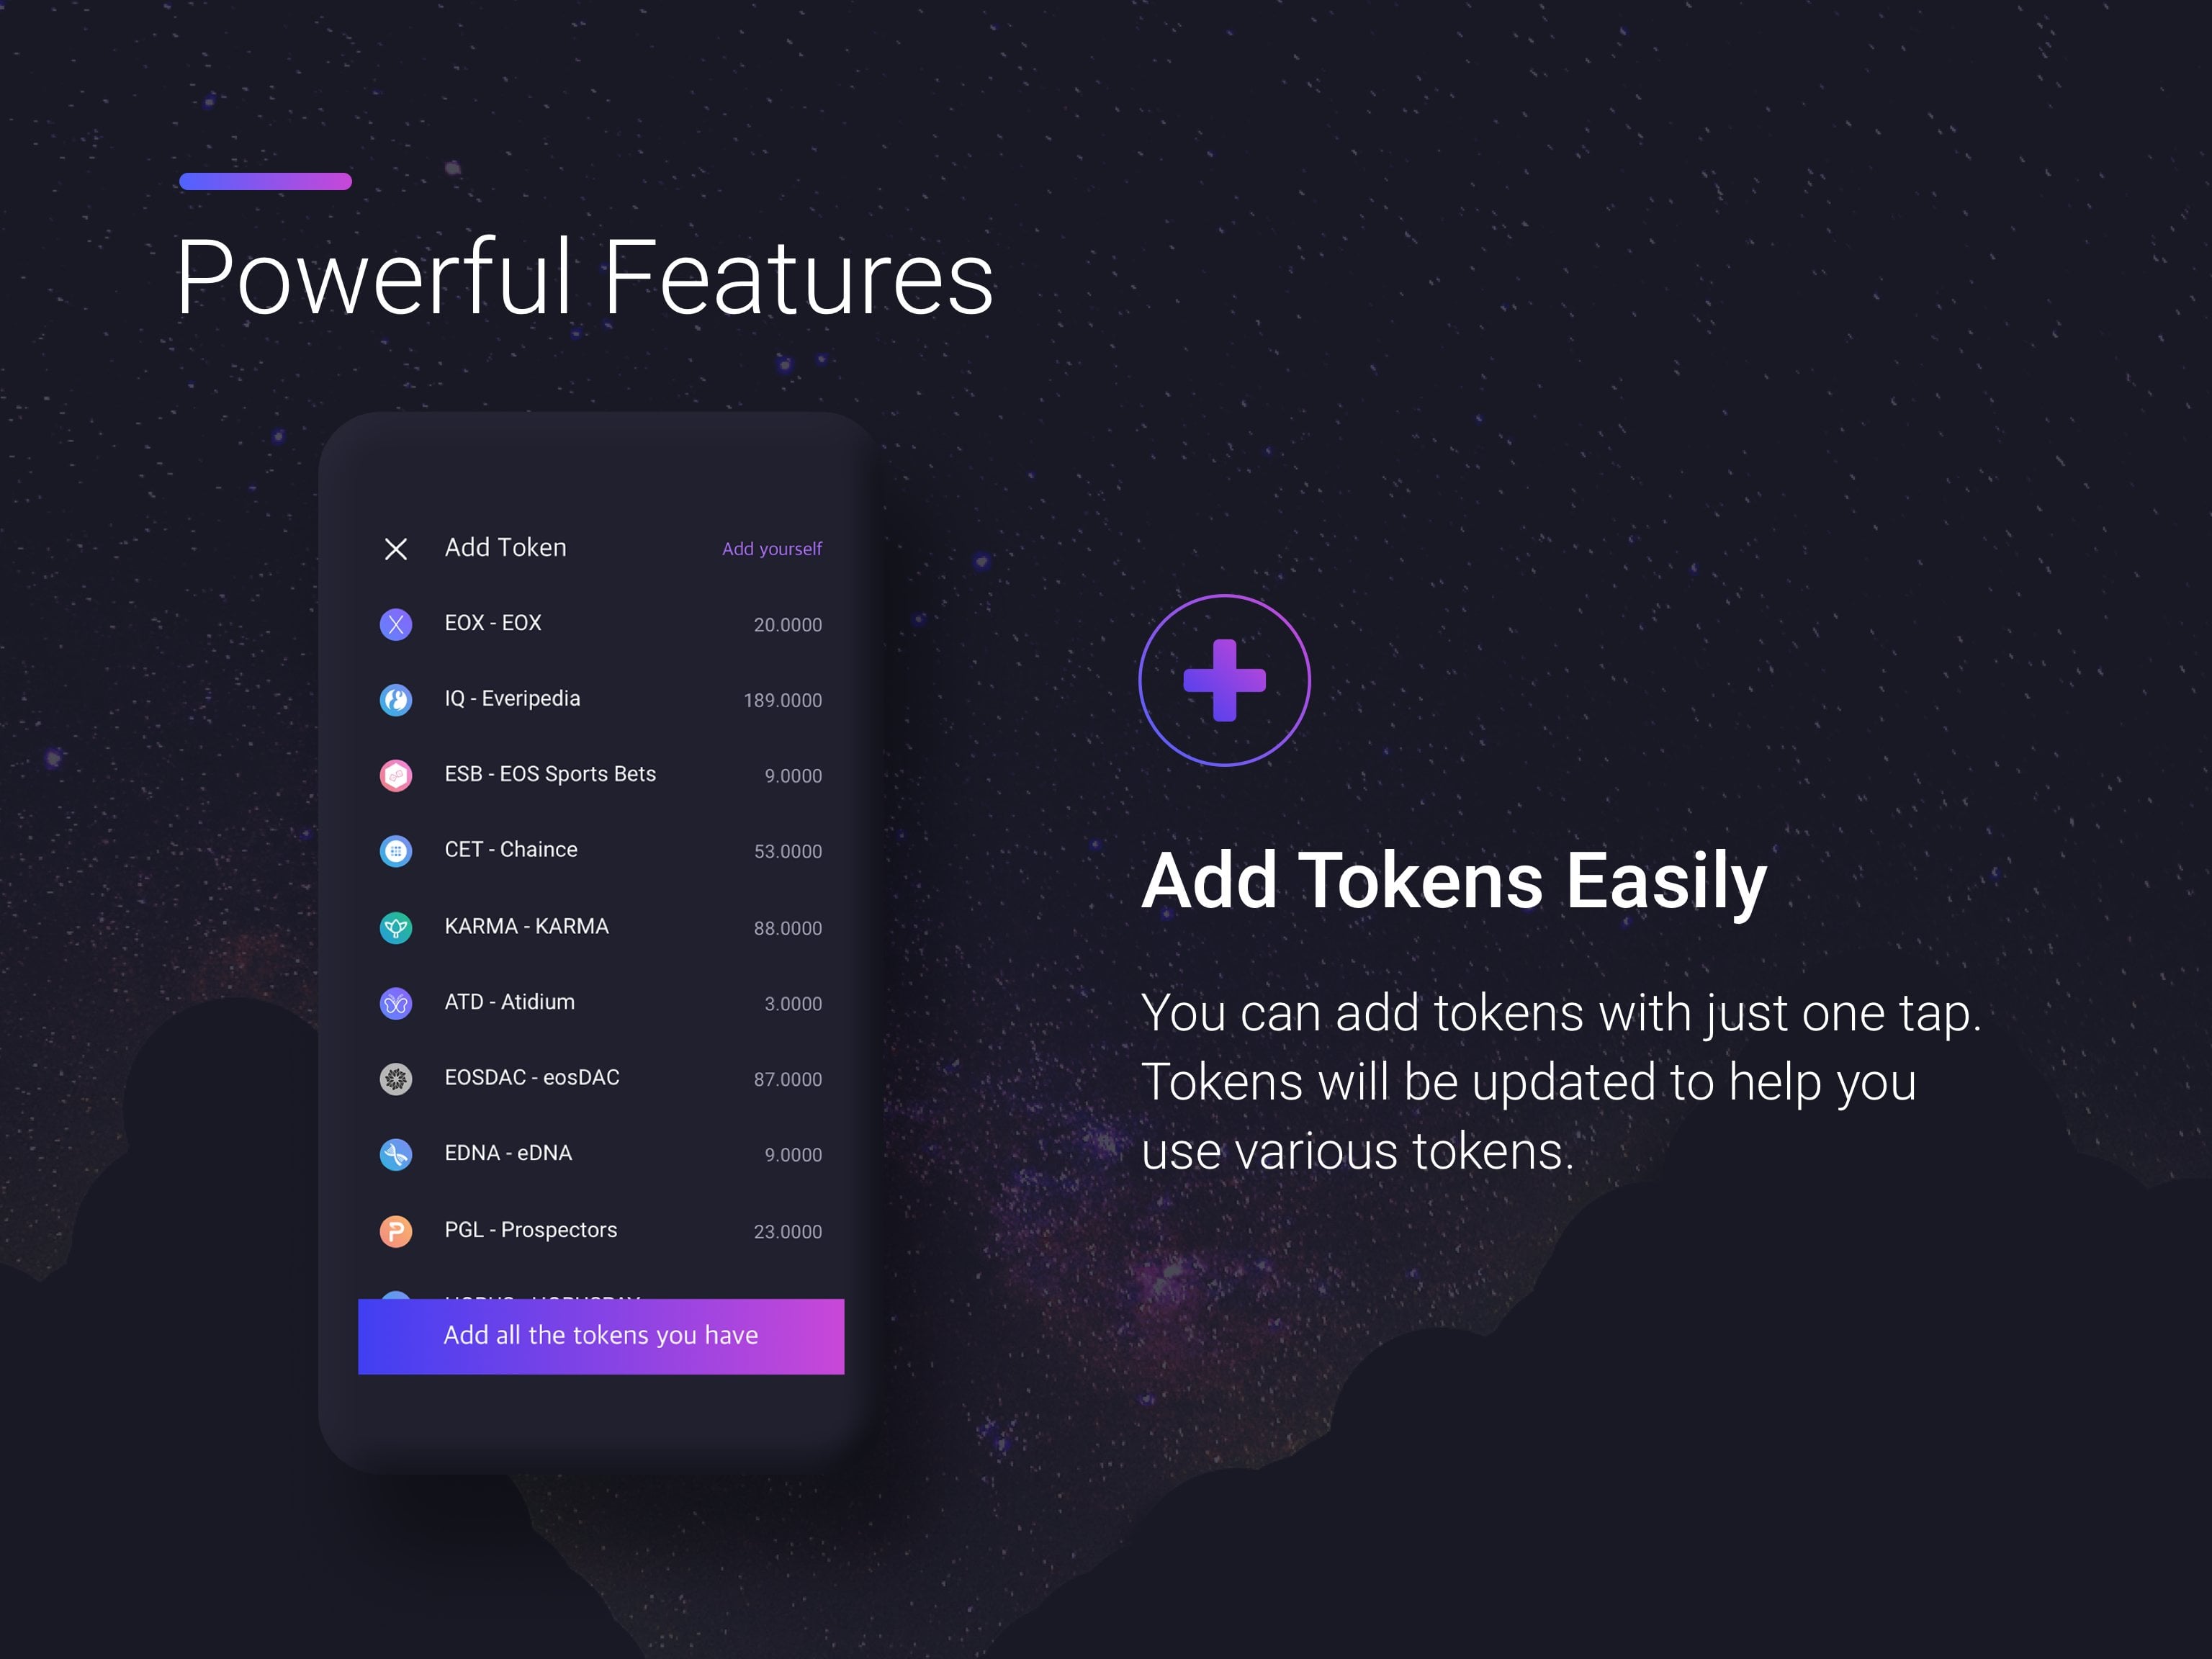 Powerful Features
Add Token
Add yourself
EOX - EOX
20.0000
IQ - Everipedia
189.0000
ESB - EOS Sports Bets
9.0000
CET - Chaince
53.0000
KARMA - KARMA
88.0000
ATD - Atidium
3.0000
EOSDAC - eosDAC
87.0000
EDNA - eDNA
9.0000
PGL - Prospectors
23.0000
Add all the tokens you have
Add Tokens Easily
You can add tokens with just one tap.
Tokens will be updated to help you
use various tokens.